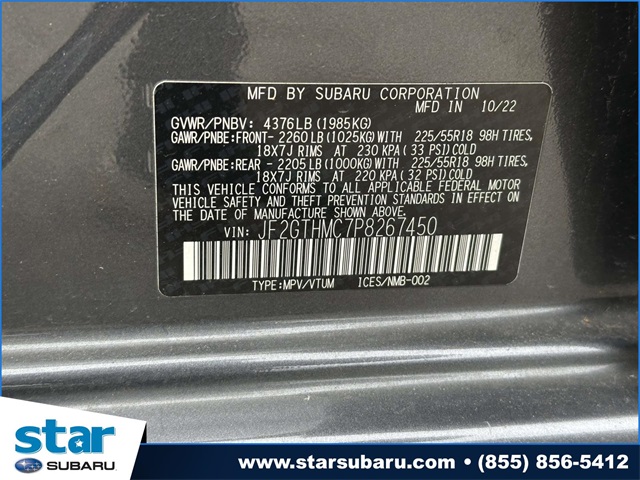 MFD BY SUBARU CORPORATION
MFD IN 10/22
GVWR/PNBV: 4376LB (1985KG)
GAWR/PNBE:FRONT- 2260LB (1025KG) WITH 225/55R18 98H TIRES,
18X7J RIMS AT 230 KPA (33 PSI) COLD
GAWR/PNBE:REAR - 2205LB (1000KG) WITH 225/55R18 98H TIRES,
18X7J RIMS AT 220 KPA (32 PSI) COLD
THIS VEHICLE CONFORMS TO ALL APPLICABLE FEDERAL MOTOR
VEHICLE SAFETY AND THEFT PREVENTION STANDARDS IN EFFECT ON
THE DATE OF MANUFACTURE SHOWN ABOVE.
VIN: JF2GTHMC7P8267450
TYPE:MPV/VTUM ICES/NMB-002
star
SUBARU
www.starsubaru.com - (855) 856-5412